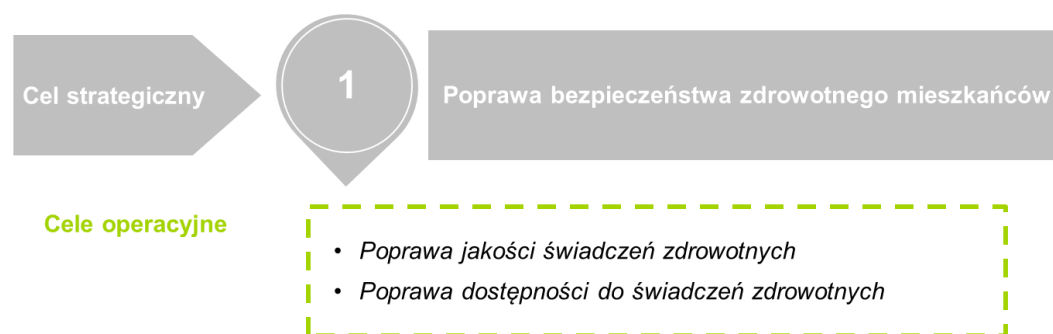 Cel strategiczny
1
Poprawa bezpieczeństwa zdrowotnego mieszkańców
Cele operacyjne
• Poprawa jakości świadczeń zdrowotnych
• Poprawa dostępności do świadczeń zdrowotnych